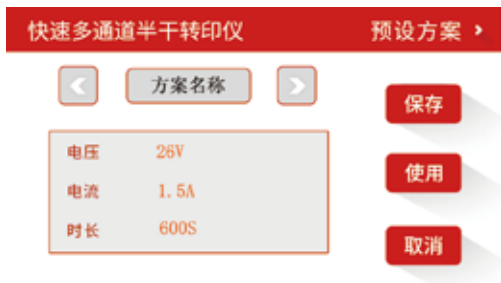 快速多通道半干转印仪 预设方案
方案名称
保存
电压 26V
使用
电流 1.5A
时长 600S
取消